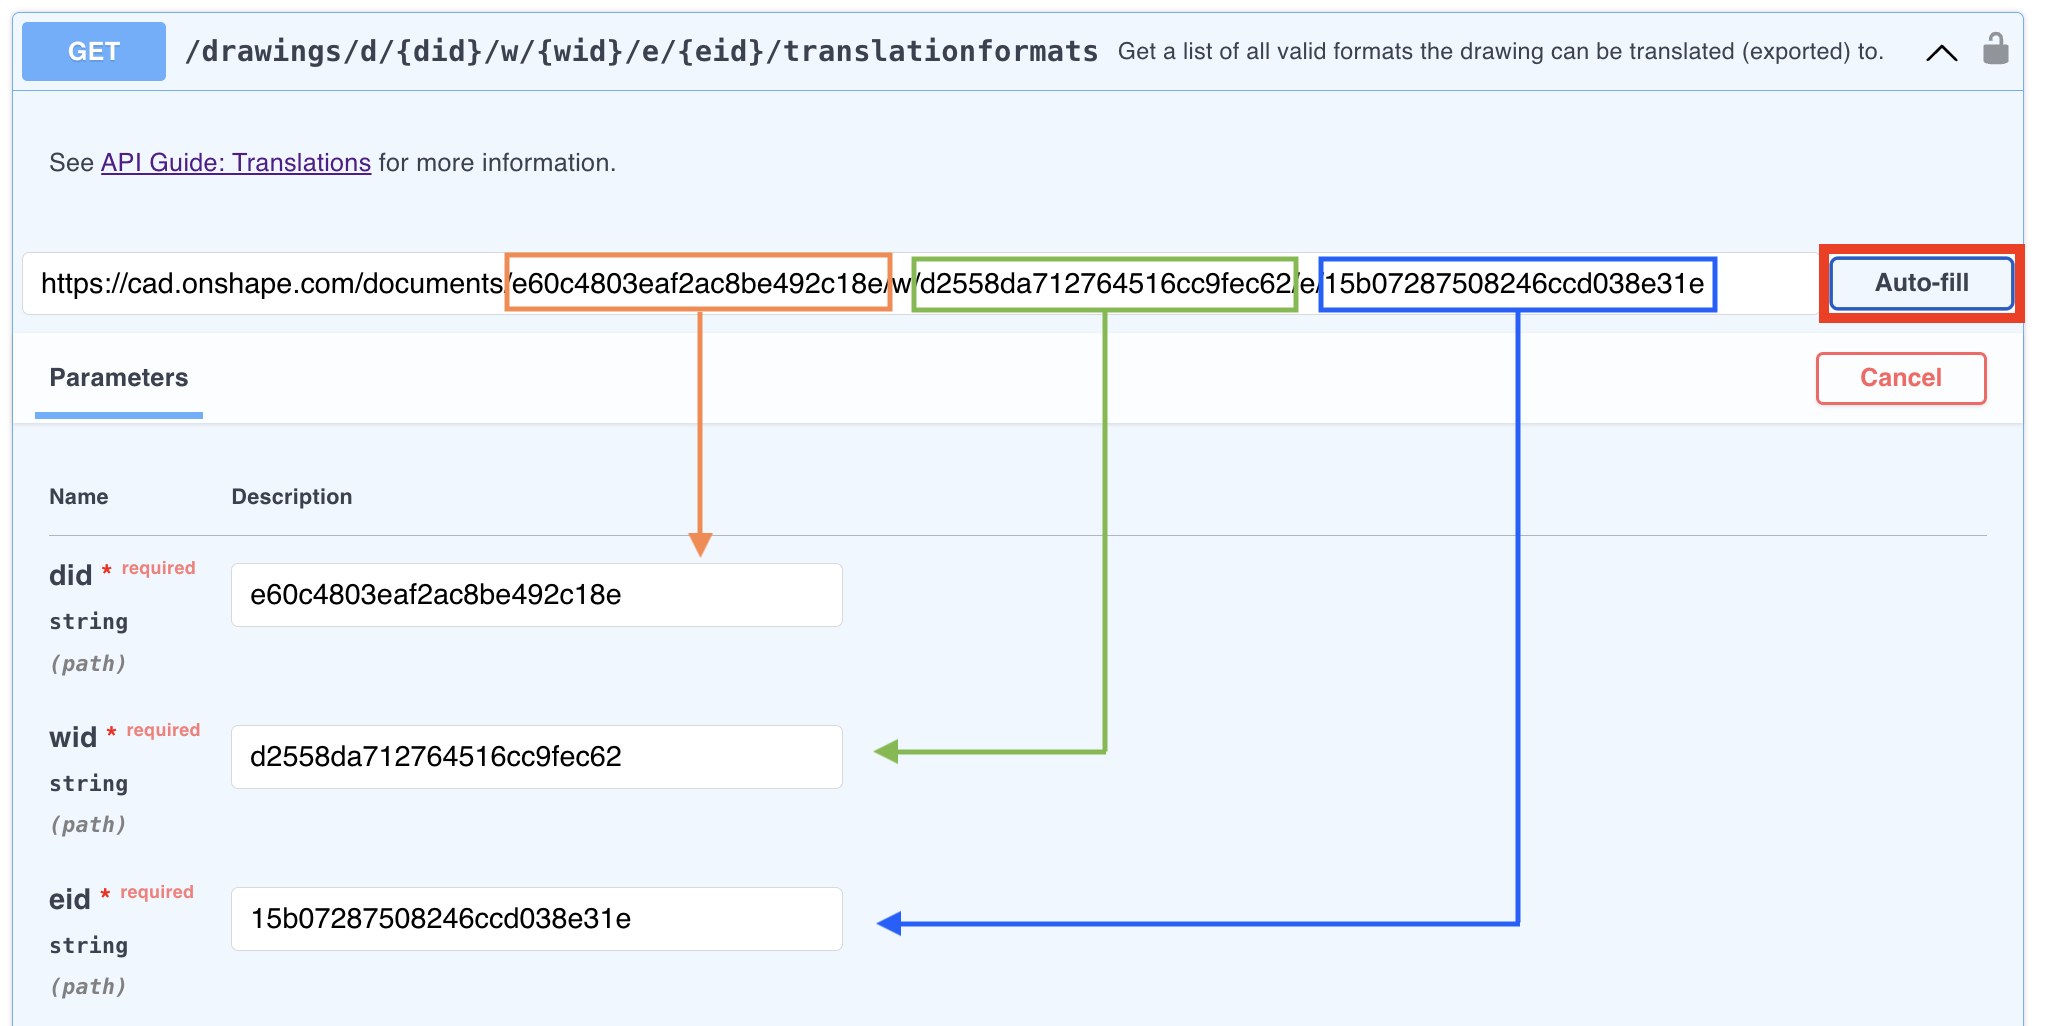 GET /drawings/d/{did}/w/{wid}/e/{eid}/translationformats Get a list of all valid formats the drawing can be translated (exported) to.
See API Guide: Translations for more information.
https://cad.onshape.com/documents/e60c4803eaf2ac8be492c18e/w/d2558da712764516cc9fec62/e/15b07287508246ccd038e31e Auto-fill
Parameters Cancel
Name Description
did * required e60c4803eaf2ac8be492c18e
string
(path)
wid * required d2558da712764516cc9fec62
string
(path)
eid * required 15b07287508246ccd038e31e
string
(path)